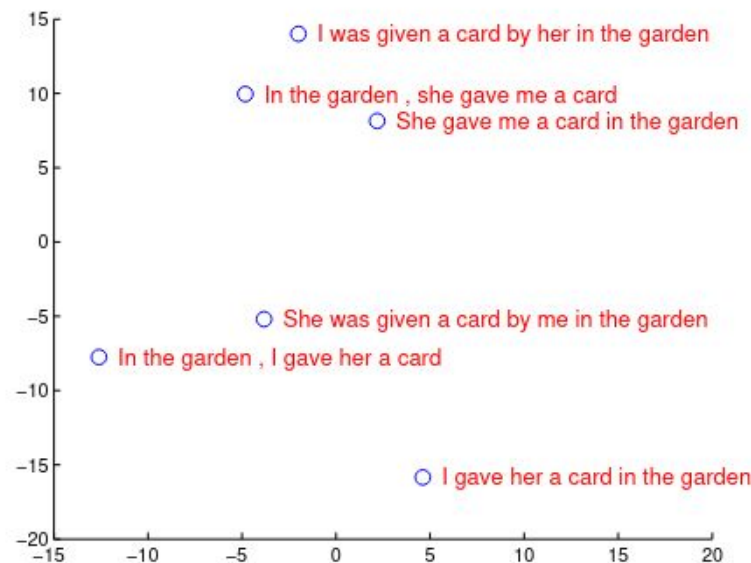 15
I was given a card by her in the garden
10
In the garden , she gave me a card
She gave me a card in the garden
5
0
−5
She was given a card by me in the garden
In the garden , I gave her a card
−10
−15
I gave her a card in the garden
−20
−15 −10 −5 0 5 10 15 20